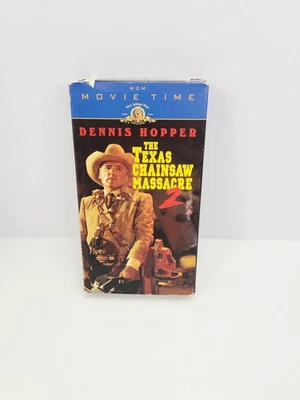 MGM
MOVIE TIME
DENNIS HOPPER
THE
TEXAS
CHAINSAW
MASSACRE
2